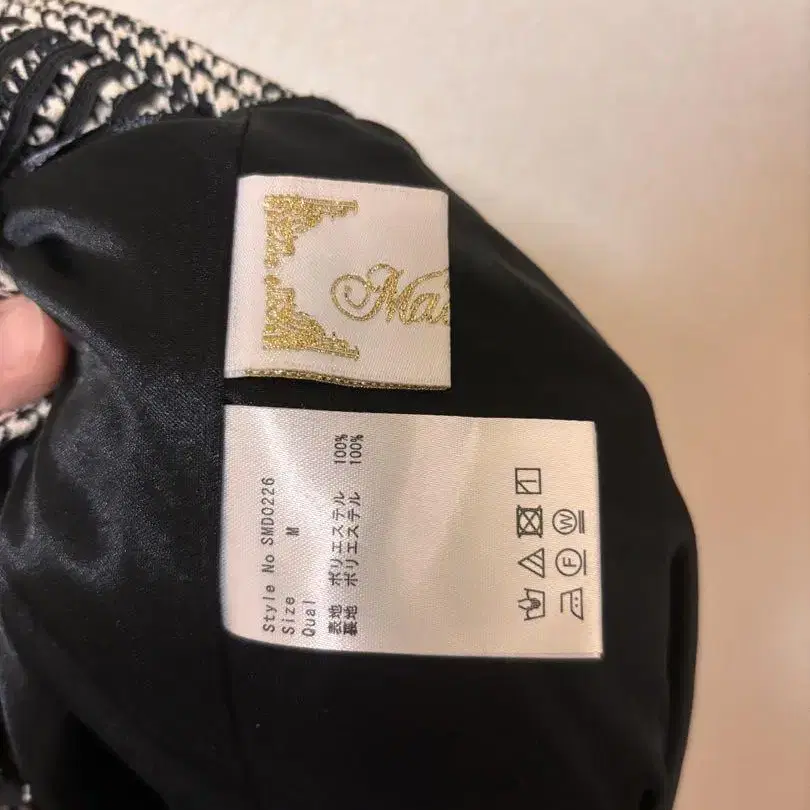 Style No SMD0226
Size M
Qual
表地 ポリエステル 100%
裏地 ポリエステル 100%
W
F